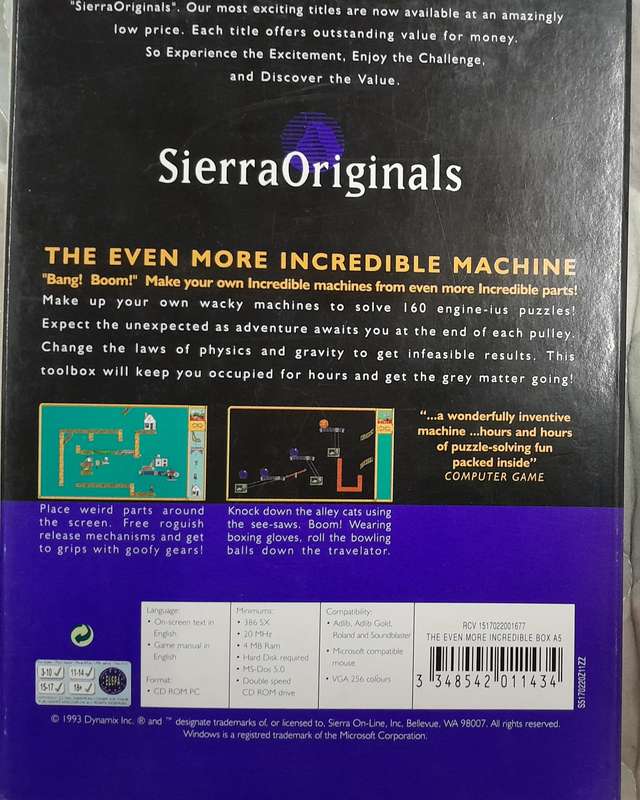 "SierraOriginals". Our most exciting titles are now available at an amazingly
low price. Each title offers outstanding value for money.
So Experience the Excitement, Enjoy the Challenge,
and Discover the Value.
SierraOriginals
THE EVEN MORE INCREDIBLE MACHINE
"Bang! Boom!" Make your own Incredible machines from even more Incredible parts!
Make up your own wacky machines to solve 160 engine-ius puzzles!
Expect the unexpected as adventure awaits you at the end of each pulley.
Change the laws of physics and gravity to get infeasible results. This
toolbox will keep you occupied for hours and get the grey matter going!
"...a wonderfully inventive
machine ...hours and hours
of puzzle-solving fun
packed inside"
COMPUTER GAME
Place weird parts around
the screen. Free roguish
release mechanisms and get
to grips with goofy gears!
Knock down the alley cats using
the see-saws. Boom! Wearing
boxing gloves, roll the bowling
balls down the travelator.
Language:
• On-screen text in
English
• Game manual in
English
Format:
• CD ROM PC
Minimums:
• 386 SX
• 20 MHz
• 4 MB Ram
• Hard Disk required
• MS-Dos 5.0
• Double speed
CD ROM drive
Compatibility:
• Adlib, Adlib Gold,
Roland and Soundblaster
• Microsoft compatible
mouse
• VGA 256 colours
RCV 1517022001677
THE EVEN MORE INCREDIBLE BOX A5
3 348542 011434
SS170220Z11ZZ
3-10 11-14
15-17 18+
ELSPA
© 1993 Dynamix Inc. ® and ™ designate trademarks of, or licensed to, Sierra On-Line, Inc, Bellevue, WA 98007. All rights reserved.
Windows is a registred trademark of the Microsoft Corporation.